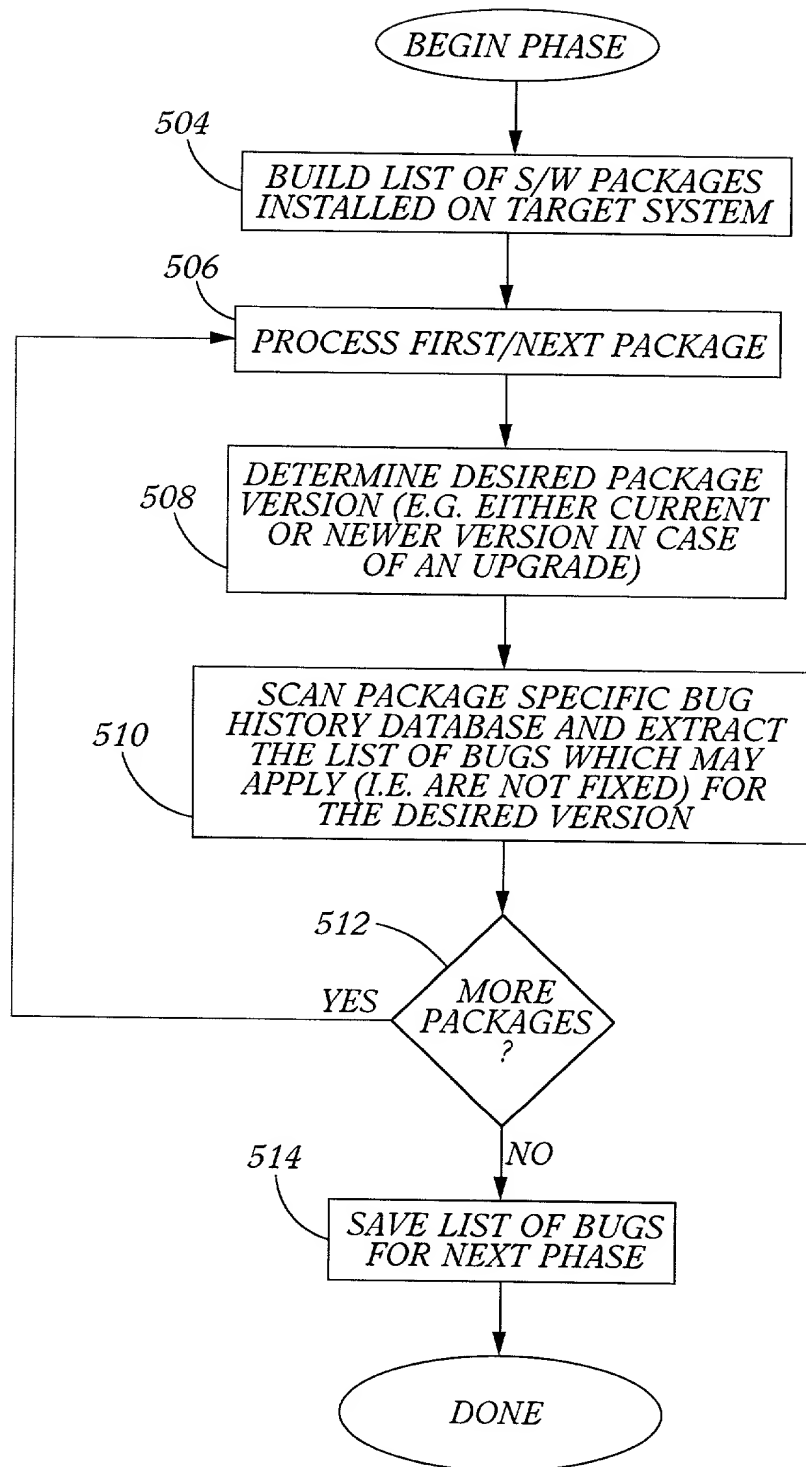 BEGIN PHASE
504
BUILD LIST OF S/W PACKAGES
INSTALLED ON TARGET SYSTEM
506
PROCESS FIRST/NEXT PACKAGE
508
DETERMINE DESIRED PACKAGE
VERSION (E.G. EITHER CURRENT
OR NEWER VERSION IN CASE
OF AN UPGRADE)
510
SCAN PACKAGE SPECIFIC BUG
HISTORY DATABASE AND EXTRACT
THE LIST OF BUGS WHICH MAY
APPLY (I.E. ARE NOT FIXED) FOR
THE DESIRED VERSION
512
YES
MORE
PACKAGES
?
NO
514
SAVE LIST OF BUGS
FOR NEXT PHASE
DONE